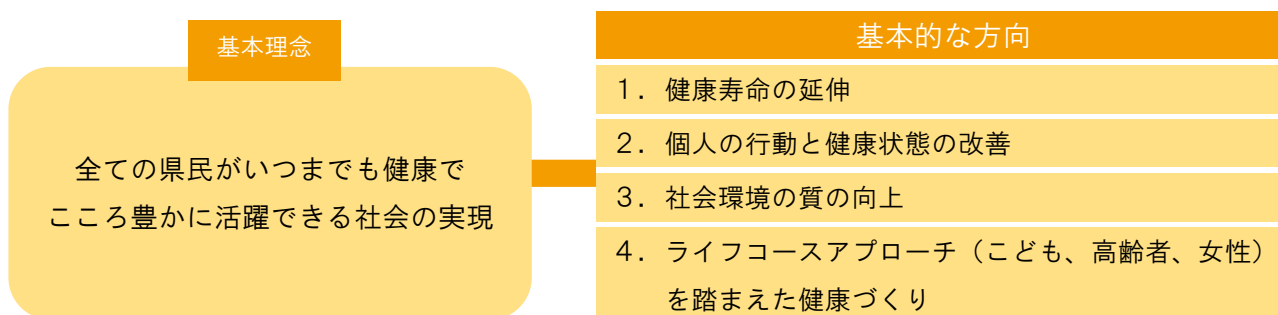 基本理念
全ての県民がいつまでも健康で
こころ豊かに活躍できる社会の実現
基本的な方向
１．健康寿命の延伸
２．個人の行動と健康状態の改善
３．社会環境の質の向上
４．ライフコースアプローチ（こども、高齢者、女性）
を踏まえた健康づくり